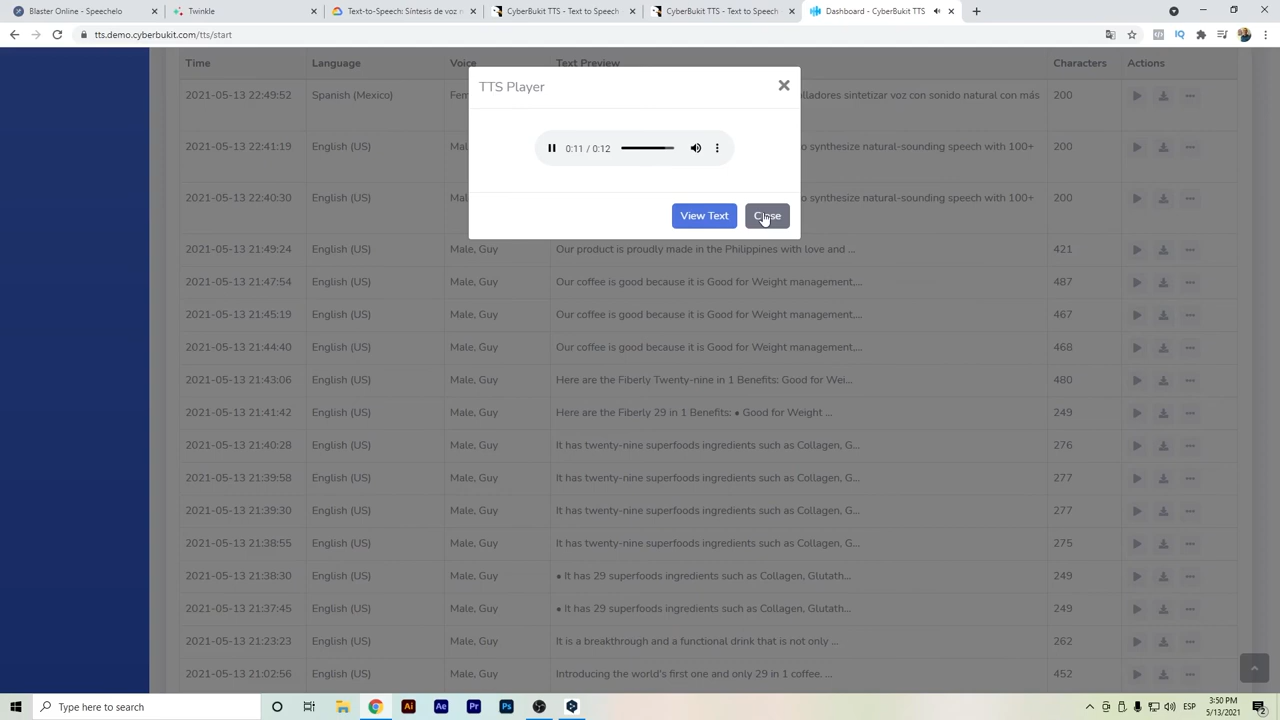 Blaster Online - Speechelo
Twinkle
Text-to-Speech: Síntesis de voz n
CyberBukit TTS - Text to Speech
CyberBukit TTS - Text to Speech
Dashboard - CyberBukit TTS
tts.demo.cyberbukit.com/tts/start
Time Language Voice Text Preview Characters Actions
TTS Player
2021-05-13 22:49:52 Spanish (Mexico) Fem lladores sintetizar voz con sonido natural con más 200
0:11 / 0:12
2021-05-13 22:41:19 English (US) Mal o synthesize natural-sounding speech with 100+ 200
2021-05-13 22:40:30 English (US) Mal o synthesize natural-sounding speech with 100+ 200
View Text Close
2021-05-13 21:49:24 English (US) Male, Guy Our product is proudly made in the Philippines with love and ... 421
2021-05-13 21:47:54 English (US) Male, Guy Our coffee is good because it is Good for Weight management,... 487
2021-05-13 21:45:19 English (US) Male, Guy Our coffee is good because it is Good for Weight management,... 467
2021-05-13 21:44:40 English (US) Male, Guy Our coffee is good because it is Good for Weight management,... 468
2021-05-13 21:43:06 English (US) Male, Guy Here are the Fiberly Twenty-nine in 1 Benefits: Good for Wei... 480
2021-05-13 21:41:42 English (US) Male, Guy Here are the Fiberly 29 in 1 Benefits: • Good for Weight ... 249
2021-05-13 21:40:28 English (US) Male, Guy It has twenty-nine superfoods ingredients such as Collagen, G... 276
2021-05-13 21:39:58 English (US) Male, Guy It has twenty-nine superfoods ingredients such as Collagen, G... 277
2021-05-13 21:39:30 English (US) Male, Guy It has twenty-nine superfoods ingredients such as Collagen, G... 277
2021-05-13 21:38:55 English (US) Male, Guy It has twenty-nine superfoods ingredients such as Collagen, G... 275
2021-05-13 21:38:30 English (US) Male, Guy • It has 29 superfoods ingredients such as Collagen, Glutath... 249
2021-05-13 21:37:45 English (US) Male, Guy • It has 29 superfoods ingredients such as Collagen, Glutath... 249
2021-05-13 21:23:23 English (US) Male, Guy It is a breakthrough and a functional drink that is not only ... 262
2021-05-13 21:02:56 English (US) Male, Guy Introducing the world's first one and only 29 in 1 coffee. ... 452
Type here to search
Ai Ae Pr Ps
ESP
3:50 PM
5/13/2021
2